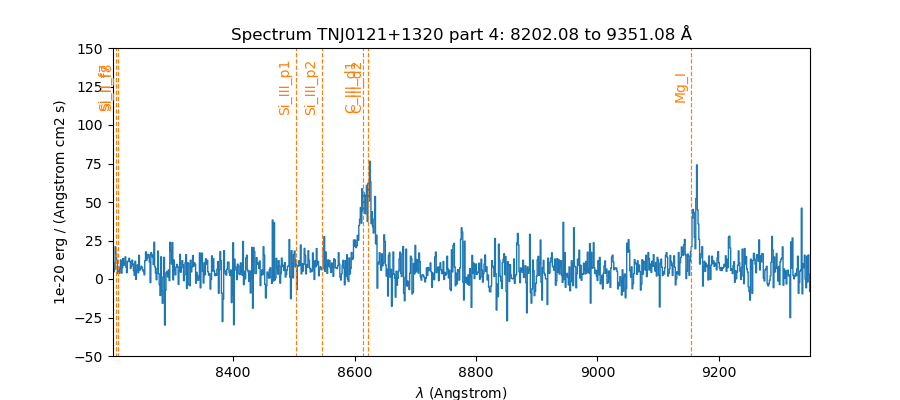 Spectrum TNJ0121+1320 part 4: 8202.08 to 9351.08 Å
150
125
100
75
50
25
0
−25
−50
1e-20 erg / (Angstrom cm2 s)
Si_III_p1
Si_III_p2
C_III_d1
C_III_d2
Mg_I
8400
8600
8800
9000
9200
λ (Angstrom)